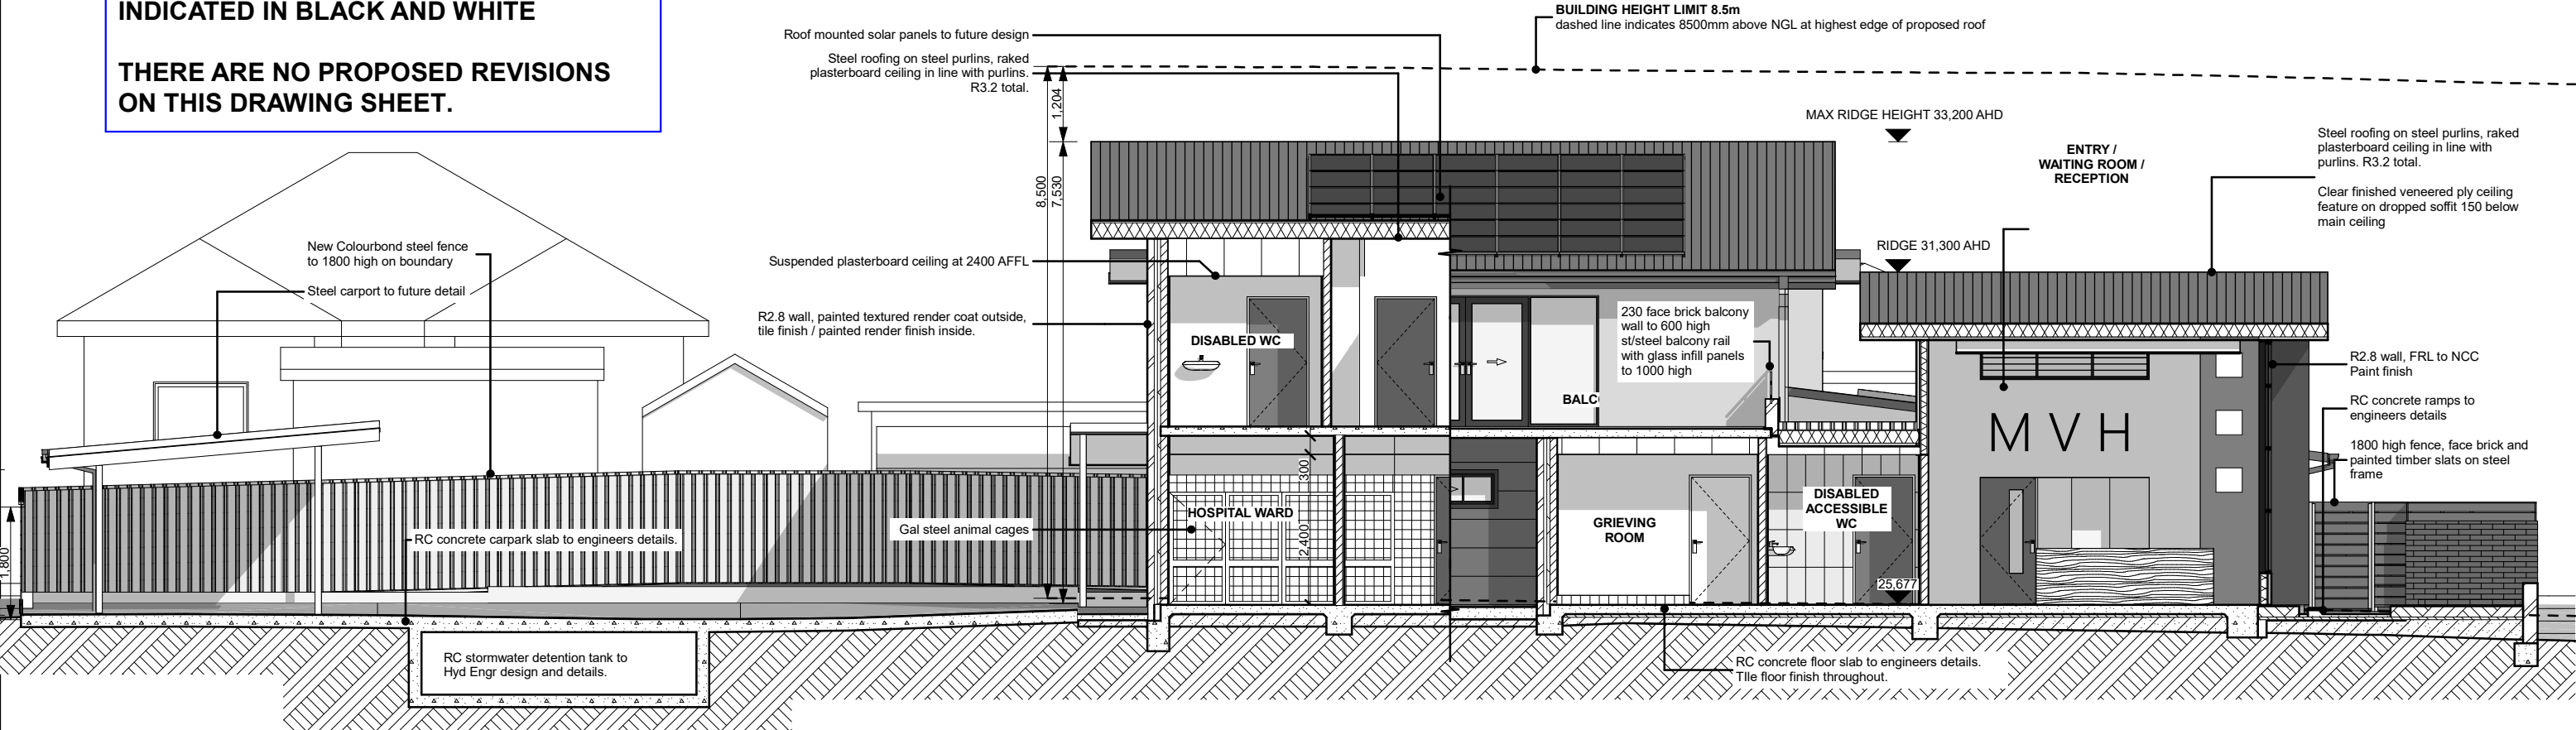 INDICATED IN BLACK AND WHITE
THERE ARE NO PROPOSED REVISIONS
ON THIS DRAWING SHEET.
Roof mounted solar panels to future design
Steel roofing on steel purlins, raked
plasterboard ceiling in line with purlins.
R3.2 total.
BUILDING HEIGHT LIMIT 8.5m
dashed line indicates 8500mm above NGL at highest edge of proposed roof
1,204
8,500
7,530
MAX RIDGE HEIGHT 33,200 AHD
ENTRY /
WAITING ROOM /
RECEPTION
Steel roofing on steel purlins, raked
plasterboard ceiling in line with
purlins. R3.2 total.
Clear finished veneered ply ceiling
feature on dropped soffit 150 below
main ceiling
RIDGE 31,300 AHD
New Colourbond steel fence
to 1800 high on boundary
Steel carport to future detail
Suspended plasterboard ceiling at 2400 AFFL
R2.8 wall, painted textured render coat outside,
tile finish / painted render finish inside.
DISABLED WC
230 face brick balcony
wall to 600 high
st/steel balcony rail
with glass infill panels
to 1000 high
BALC
R2.8 wall, FRL to NCC
Paint finish
RC concrete ramps to
engineers details
1800 high fence, face brick and
painted timber slats on steel
frame
MVH
300
2,400
HOSPITAL WARD
Gal steel animal cages
GRIEVING
ROOM
DISABLED
ACCESSIBLE
WC
25,677
1,800
RC concrete carpark slab to engineers details.
RC stormwater detention tank to
Hyd Engr design and details.
RC concrete floor slab to engineers details.
TIle floor finish throughout.